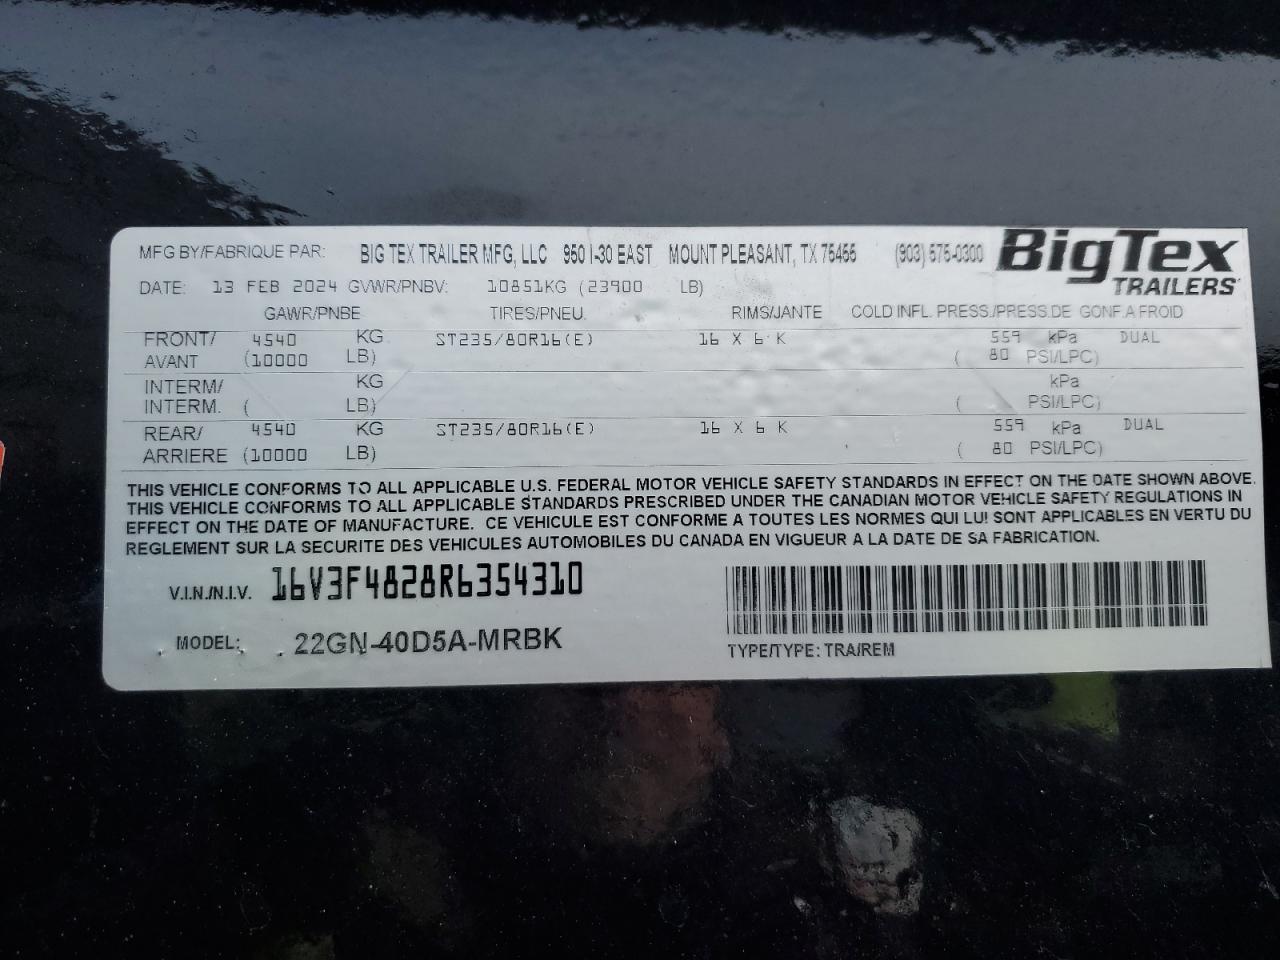 MFG BY/FABRIQUE PAR: BIG TEX TRAILER MFG, LLC 950 I-30 EAST MOUNT PLEASANT, TX 75455 (903) 575-0300 BigTex
TRAILERS
DATE: 13 FEB 2024 GVWR/PNBV: 10851KG (23900 LB)
GAWR/PNBE TIRES/PNEU. RIMS/JANTE COLD INFL. PRESS./PRESS.DE GONF.A FROID
FRONT/ 4540 KG ST235/80R16(E) 16 X 6 K 559 kPa DUAL
AVANT (10000 LB) ( 80 PSI/LPC)
INTERM/ KG kPa
INTERM. ( LB) ( PSI/LPC)
REAR/ 4540 KG ST235/80R16(E) 16 X 6 K 559 kPa DUAL
ARRIERE (10000 LB) ( 80 PSI/LPC)
THIS VEHICLE CONFORMS TO ALL APPLICABLE U.S. FEDERAL MOTOR VEHICLE SAFETY STANDARDS IN EFFECT ON THE DATE SHOWN ABOVE.
THIS VEHICLE CONFORMS TO ALL APPLICABLE STANDARDS PRESCRIBED UNDER THE CANADIAN MOTOR VEHICLE SAFETY REGULATIONS IN
EFFECT ON THE DATE OF MANUFACTURE. CE VEHICULE EST CONFORME A TOUTES LES NORMES QUI LUI SONT APPLICABLES EN VERTU DU
REGLEMENT SUR LA SECURITE DES VEHICULES AUTOMOBILES DU CANADA EN VIGUEUR A LA DATE DE SA FABRICATION.
V.I.N./N.I.V. 16V3F4828R6354310
MODEL: 22GN-40D5A-MRBK
TYPE/TYPE: TRA/REM